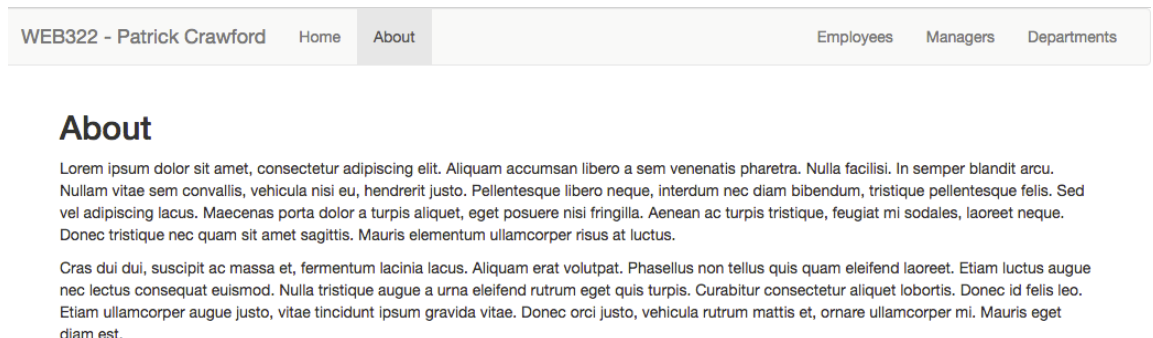 WEB322 - Patrick Crawford Home About Employees Managers Departments
About
Lorem ipsum dolor sit amet, consectetur adipiscing elit. Aliquam accumsan libero a sem venenatis pharetra. Nulla facilisi. In semper blandit arcu.
Nullam vitae sem convallis, vehicula nisi eu, hendrerit justo. Pellentesque libero neque, interdum nec diam bibendum, tristique pellentesque felis. Sed
vel adipiscing lacus. Maecenas porta dolor a turpis aliquet, eget posuere nisi fringilla. Aenean ac turpis tristique, feugiat mi sodales, laoreet neque.
Donec tristique nec quam sit amet sagittis. Mauris elementum ullamcorper risus at luctus.
Cras dui dui, suscipit ac massa et, fermentum lacinia lacus. Aliquam erat volutpat. Phasellus non tellus quis quam eleifend laoreet. Etiam luctus augue
nec lectus consequat euismod. Nulla tristique augue a urna eleifend rutrum eget quis turpis. Curabitur consectetur aliquet lobortis. Donec id felis leo.
Etiam ullamcorper augue justo, vitae tincidunt ipsum gravida vitae. Donec orci justo, vehicula rutrum mattis et, ornare ullamcorper mi. Mauris eget
diam est.